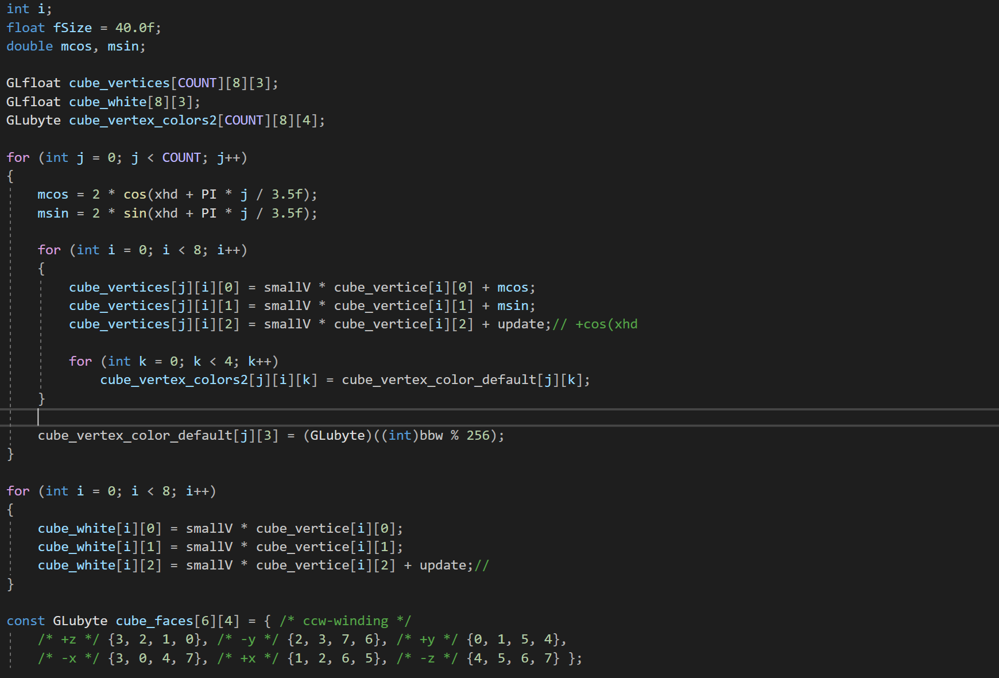 int i;
float fSize = 40.0f;
double mcos, msin;

GLfloat cube_vertices[COUNT][8][3];
GLfloat cube_white[8][3];
GLubyte cube_vertex_colors2[COUNT][8][4];

for (int j = 0; j < COUNT; j++)
{
    mcos = 2 * cos(xhd + PI * j / 3.5f);
    msin = 2 * sin(xhd + PI * j / 3.5f);

    for (int i = 0; i < 8; i++)
    {
        cube_vertices[j][i][0] = smallV * cube_vertice[i][0] + mcos;
        cube_vertices[j][i][1] = smallV * cube_vertice[i][1] + msin;
        cube_vertices[j][i][2] = smallV * cube_vertice[i][2] + update;// +cos(xhd

        for (int k = 0; k < 4; k++)
            cube_vertex_colors2[j][i][k] = cube_vertex_color_default[j][k];
    }

    cube_vertex_color_default[j][3] = (GLubyte)((int)bbw % 256);
}

for (int i = 0; i < 8; i++)
{
    cube_white[i][0] = smallV * cube_vertice[i][0];
    cube_white[i][1] = smallV * cube_vertice[i][1];
    cube_white[i][2] = smallV * cube_vertice[i][2] + update;//
}

const GLubyte cube_faces[6][4] = { /* ccw-winding */
    /* +z */ {3, 2, 1, 0}, /* -y */ {2, 3, 7, 6}, /* +y */ {0, 1, 5, 4},
    /* -x */ {3, 0, 4, 7}, /* +x */ {1, 2, 6, 5}, /* -z */ {4, 5, 6, 7} };